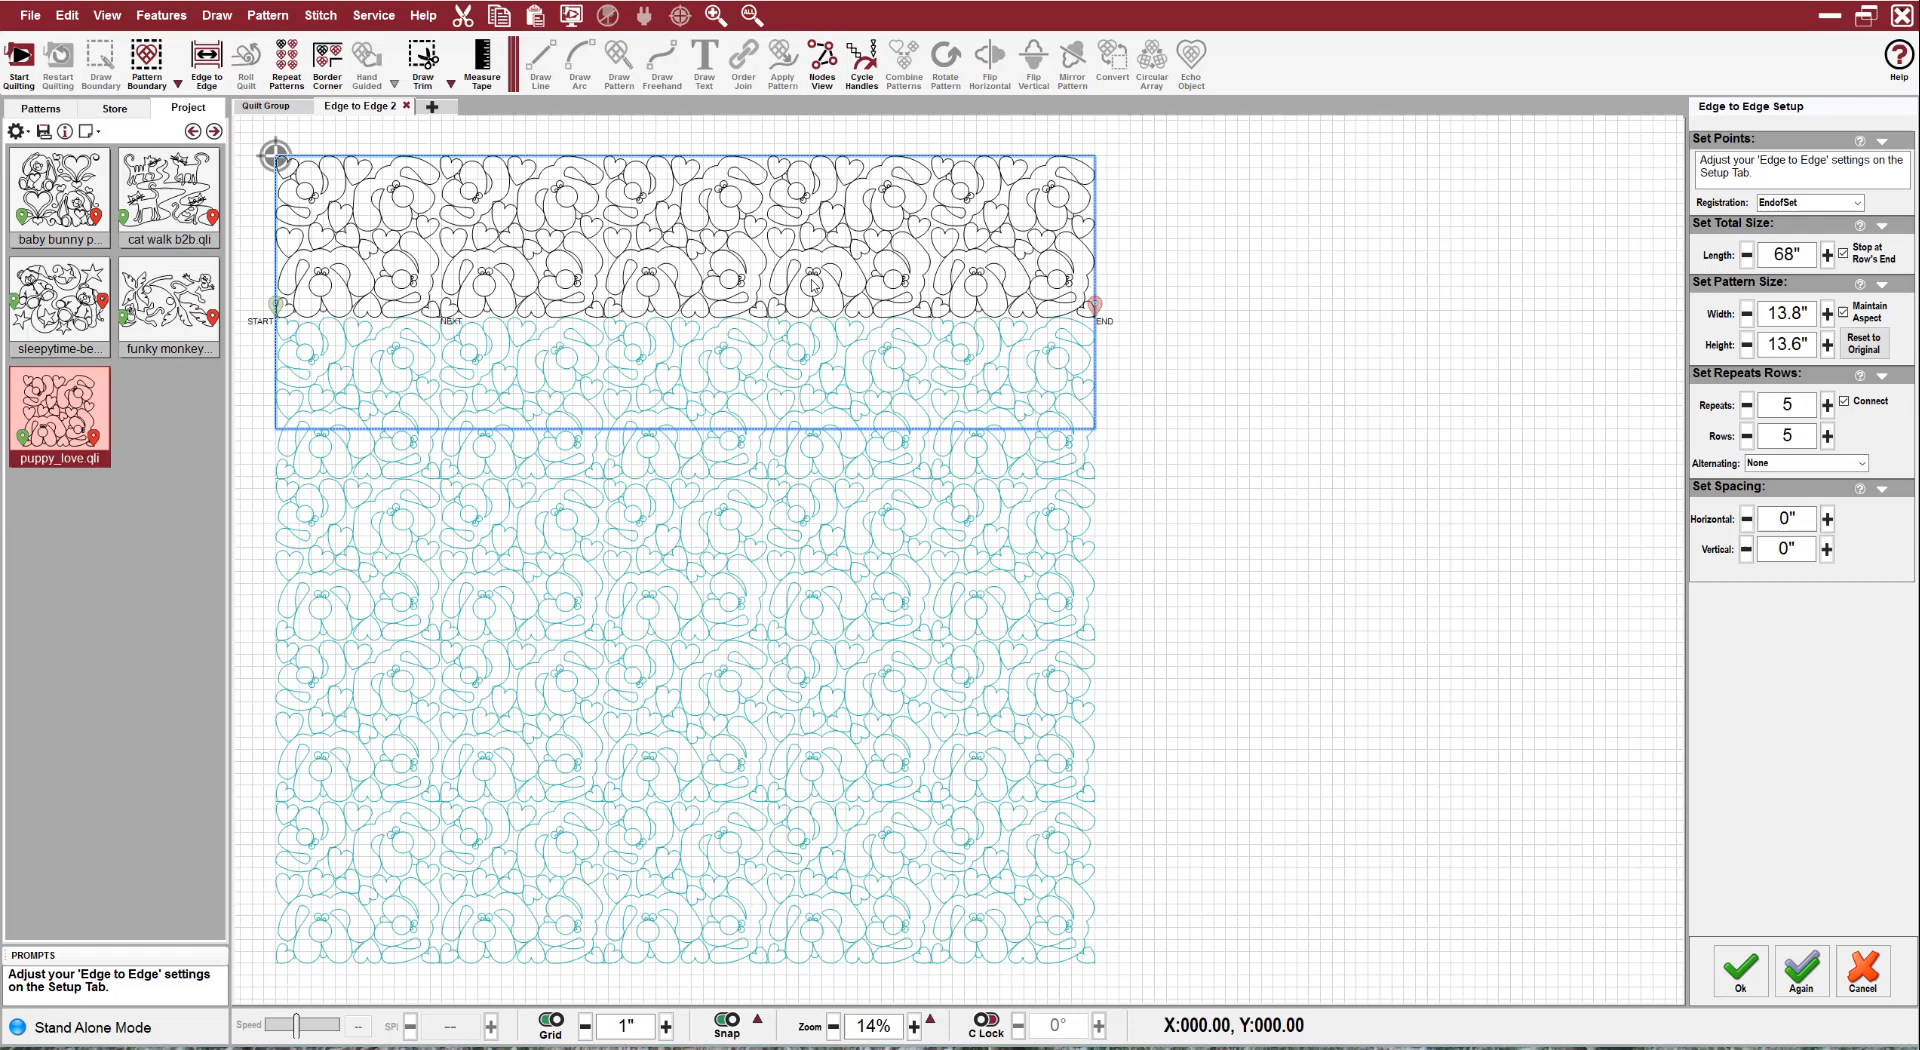 File Edit View Features Draw Pattern Stitch Service Help
ALL
Start Quilting
Restart Quilting
Draw Boundary
Pattern Boundary
Edge to Edge
Roll Quilt
Repeat Patterns
Border Corner
Hand Guided
Draw Trim
Measure Tape
Draw Line
Draw Arc
Draw Pattern
Draw Freehand
Draw Text
Order Join
Apply Pattern
Nodes View
Cycle Handles
Combine Patterns
Rotate Pattern
Flip Horizontal
Flip Vertical
Mirror Pattern
Convert
Circular Array
Echo Object
Help
Patterns Store Project
Quilt Group Edge to Edge 2
baby bunny p... cat walk b2b.qli
sleepytime-be... funky monkey...
puppy_love.qli
START NEXT END
Edge to Edge Setup
Set Points:
Adjust your 'Edge to Edge' settings on the
Setup Tab.
Registration: EndofSet
Set Total Size:
Length: 68" Stop at
Row's End
Set Pattern Size:
Width: 13.8" Maintain
Aspect
Height: 13.6" Reset to
Original
Set Repeats Rows:
Repeats: 5 Connect
Rows: 5
Alternating: None
Set Spacing:
Horizontal: 0"
Vertical: 0"
Ok Again Cancel
PROMPTS
Adjust your 'Edge to Edge' settings
on the Setup Tab.
Stand Alone Mode
Speed -- SPI -- Grid 1" Snap Zoom 14% C Lock 0° X:000.00, Y:000.00